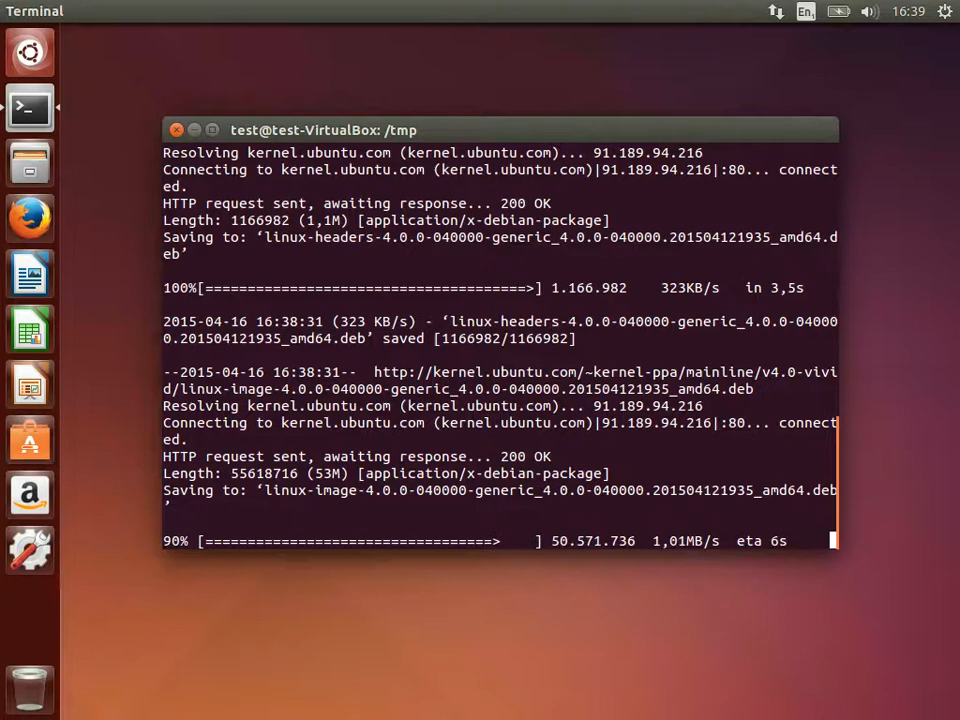 Terminal
En1
16:39
test@test-VirtualBox: /tmp
Resolving kernel.ubuntu.com (kernel.ubuntu.com)... 91.189.94.216
Connecting to kernel.ubuntu.com (kernel.ubuntu.com)|91.189.94.216|:80... connect
ed.
HTTP request sent, awaiting response... 200 OK
Length: 1166982 (1,1M) [application/x-debian-package]
Saving to: ‘linux-headers-4.0.0-040000-generic_4.0.0-040000.201504121935_amd64.d
eb’
100%[======================================>] 1.166.982    323KB/s   in 3,5s
2015-04-16 16:38:31 (323 KB/s) - ‘linux-headers-4.0.0-040000-generic_4.0.0-04000
0.201504121935_amd64.deb’ saved [1166982/1166982]
--2015-04-16 16:38:31--  http://kernel.ubuntu.com/~kernel-ppa/mainline/v4.0-vivi
d/linux-image-4.0.0-040000-generic_4.0.0-040000.201504121935_amd64.deb
Resolving kernel.ubuntu.com (kernel.ubuntu.com)... 91.189.94.216
Connecting to kernel.ubuntu.com (kernel.ubuntu.com)|91.189.94.216|:80... connect
ed.
HTTP request sent, awaiting response... 200 OK
Length: 55618716 (53M) [application/x-debian-package]
Saving to: ‘linux-image-4.0.0-040000-generic_4.0.0-040000.201504121935_amd64.deb
’
90% [==================================>    ] 50.571.736  1,01MB/s  eta 6s